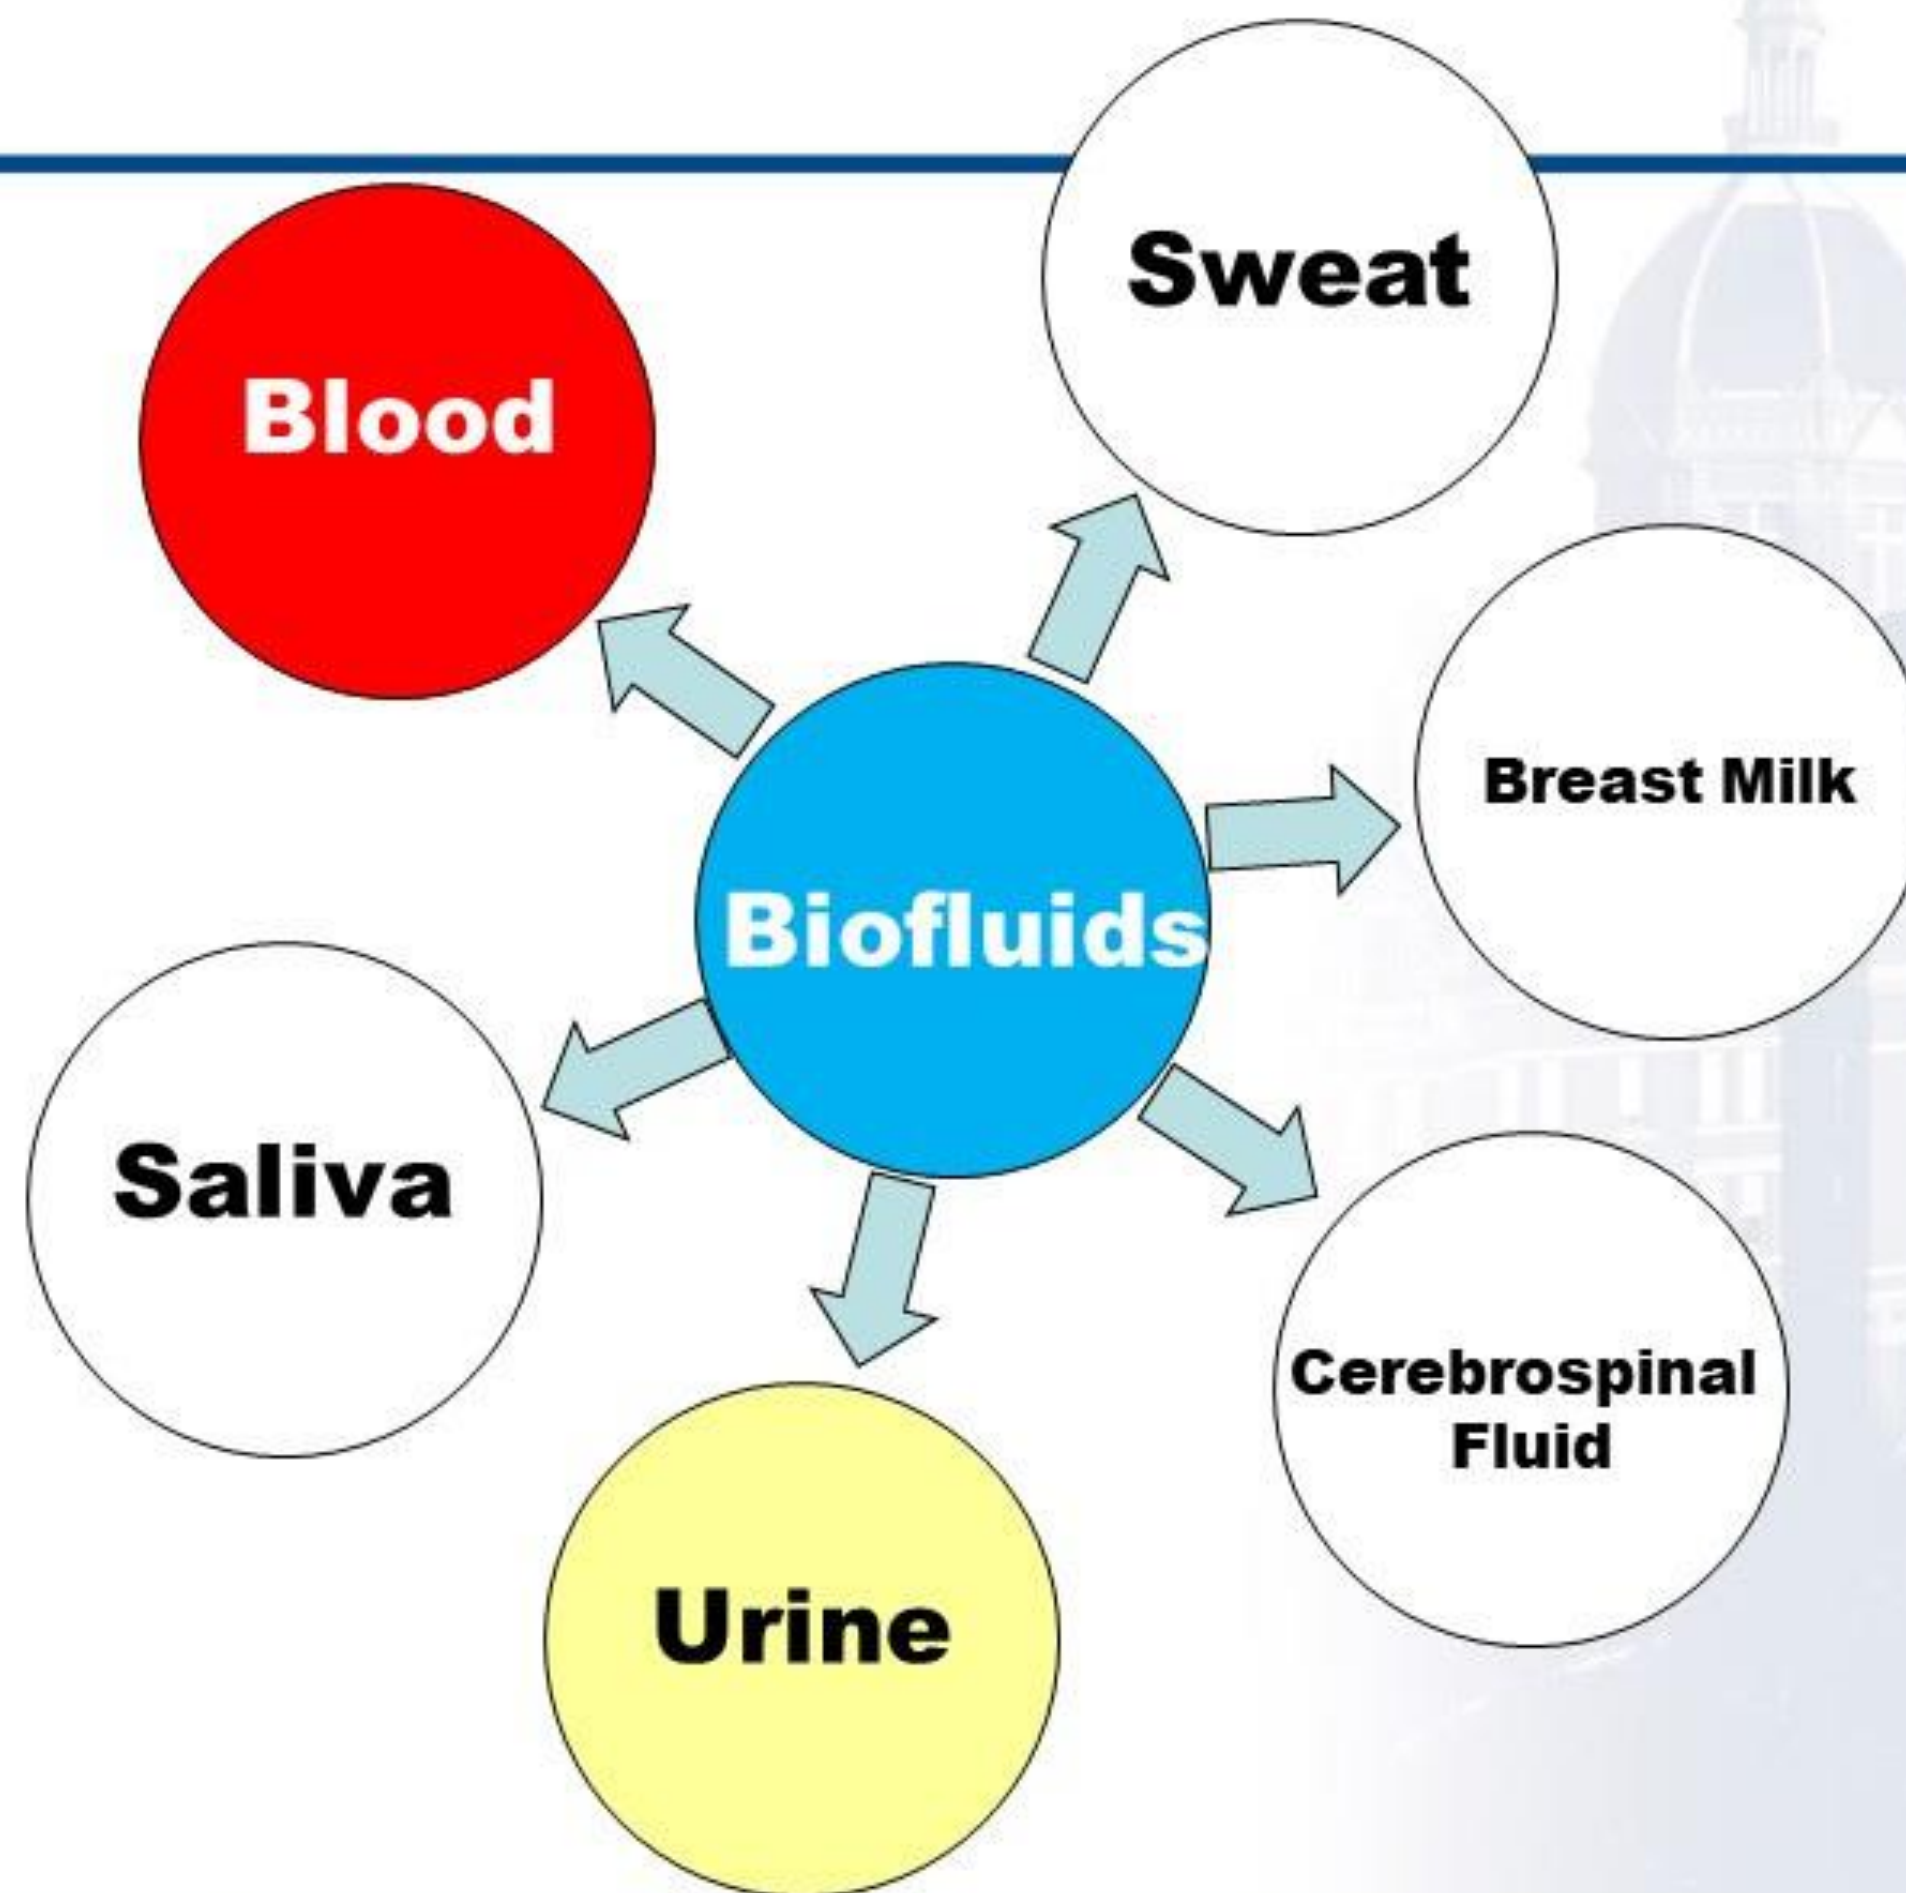 Sweat
Blood
Breast Milk
Biofluids
Saliva
Cerebrospinal
Fluid
Urine